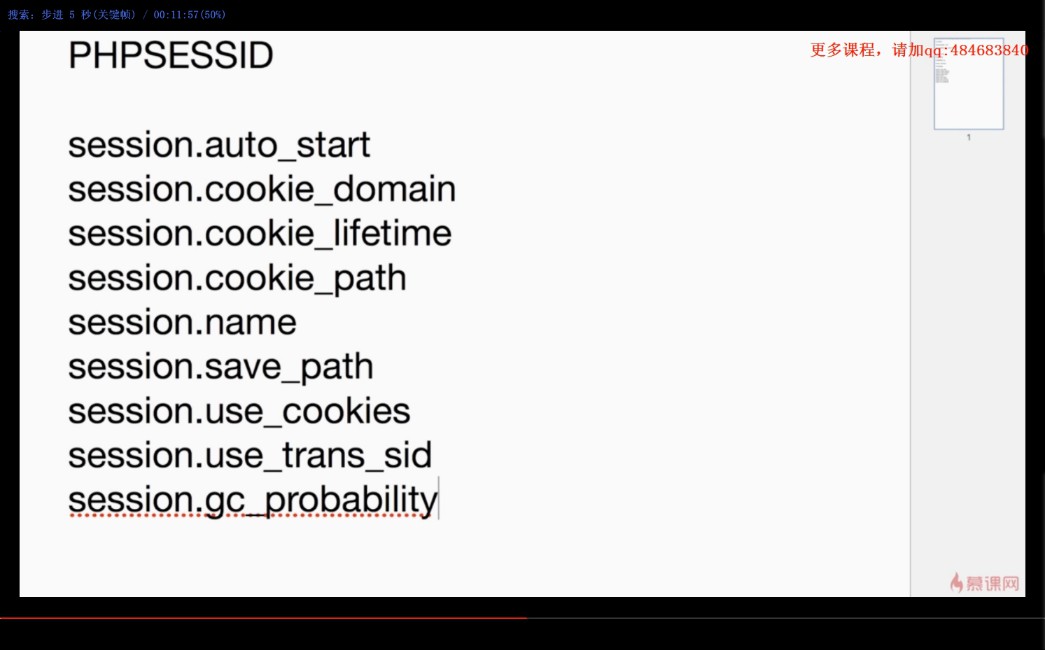 搜索: 步进 5 秒(关键帧) / 00:11:57(50%)
PHPSESSID
更多课程，请加qq:484683840
session.auto_start
session.cookie_domain
session.cookie_lifetime
session.cookie_path
session.name
session.save_path
session.use_cookies
session.use_trans_sid
session.gc_probability
1
慕课网